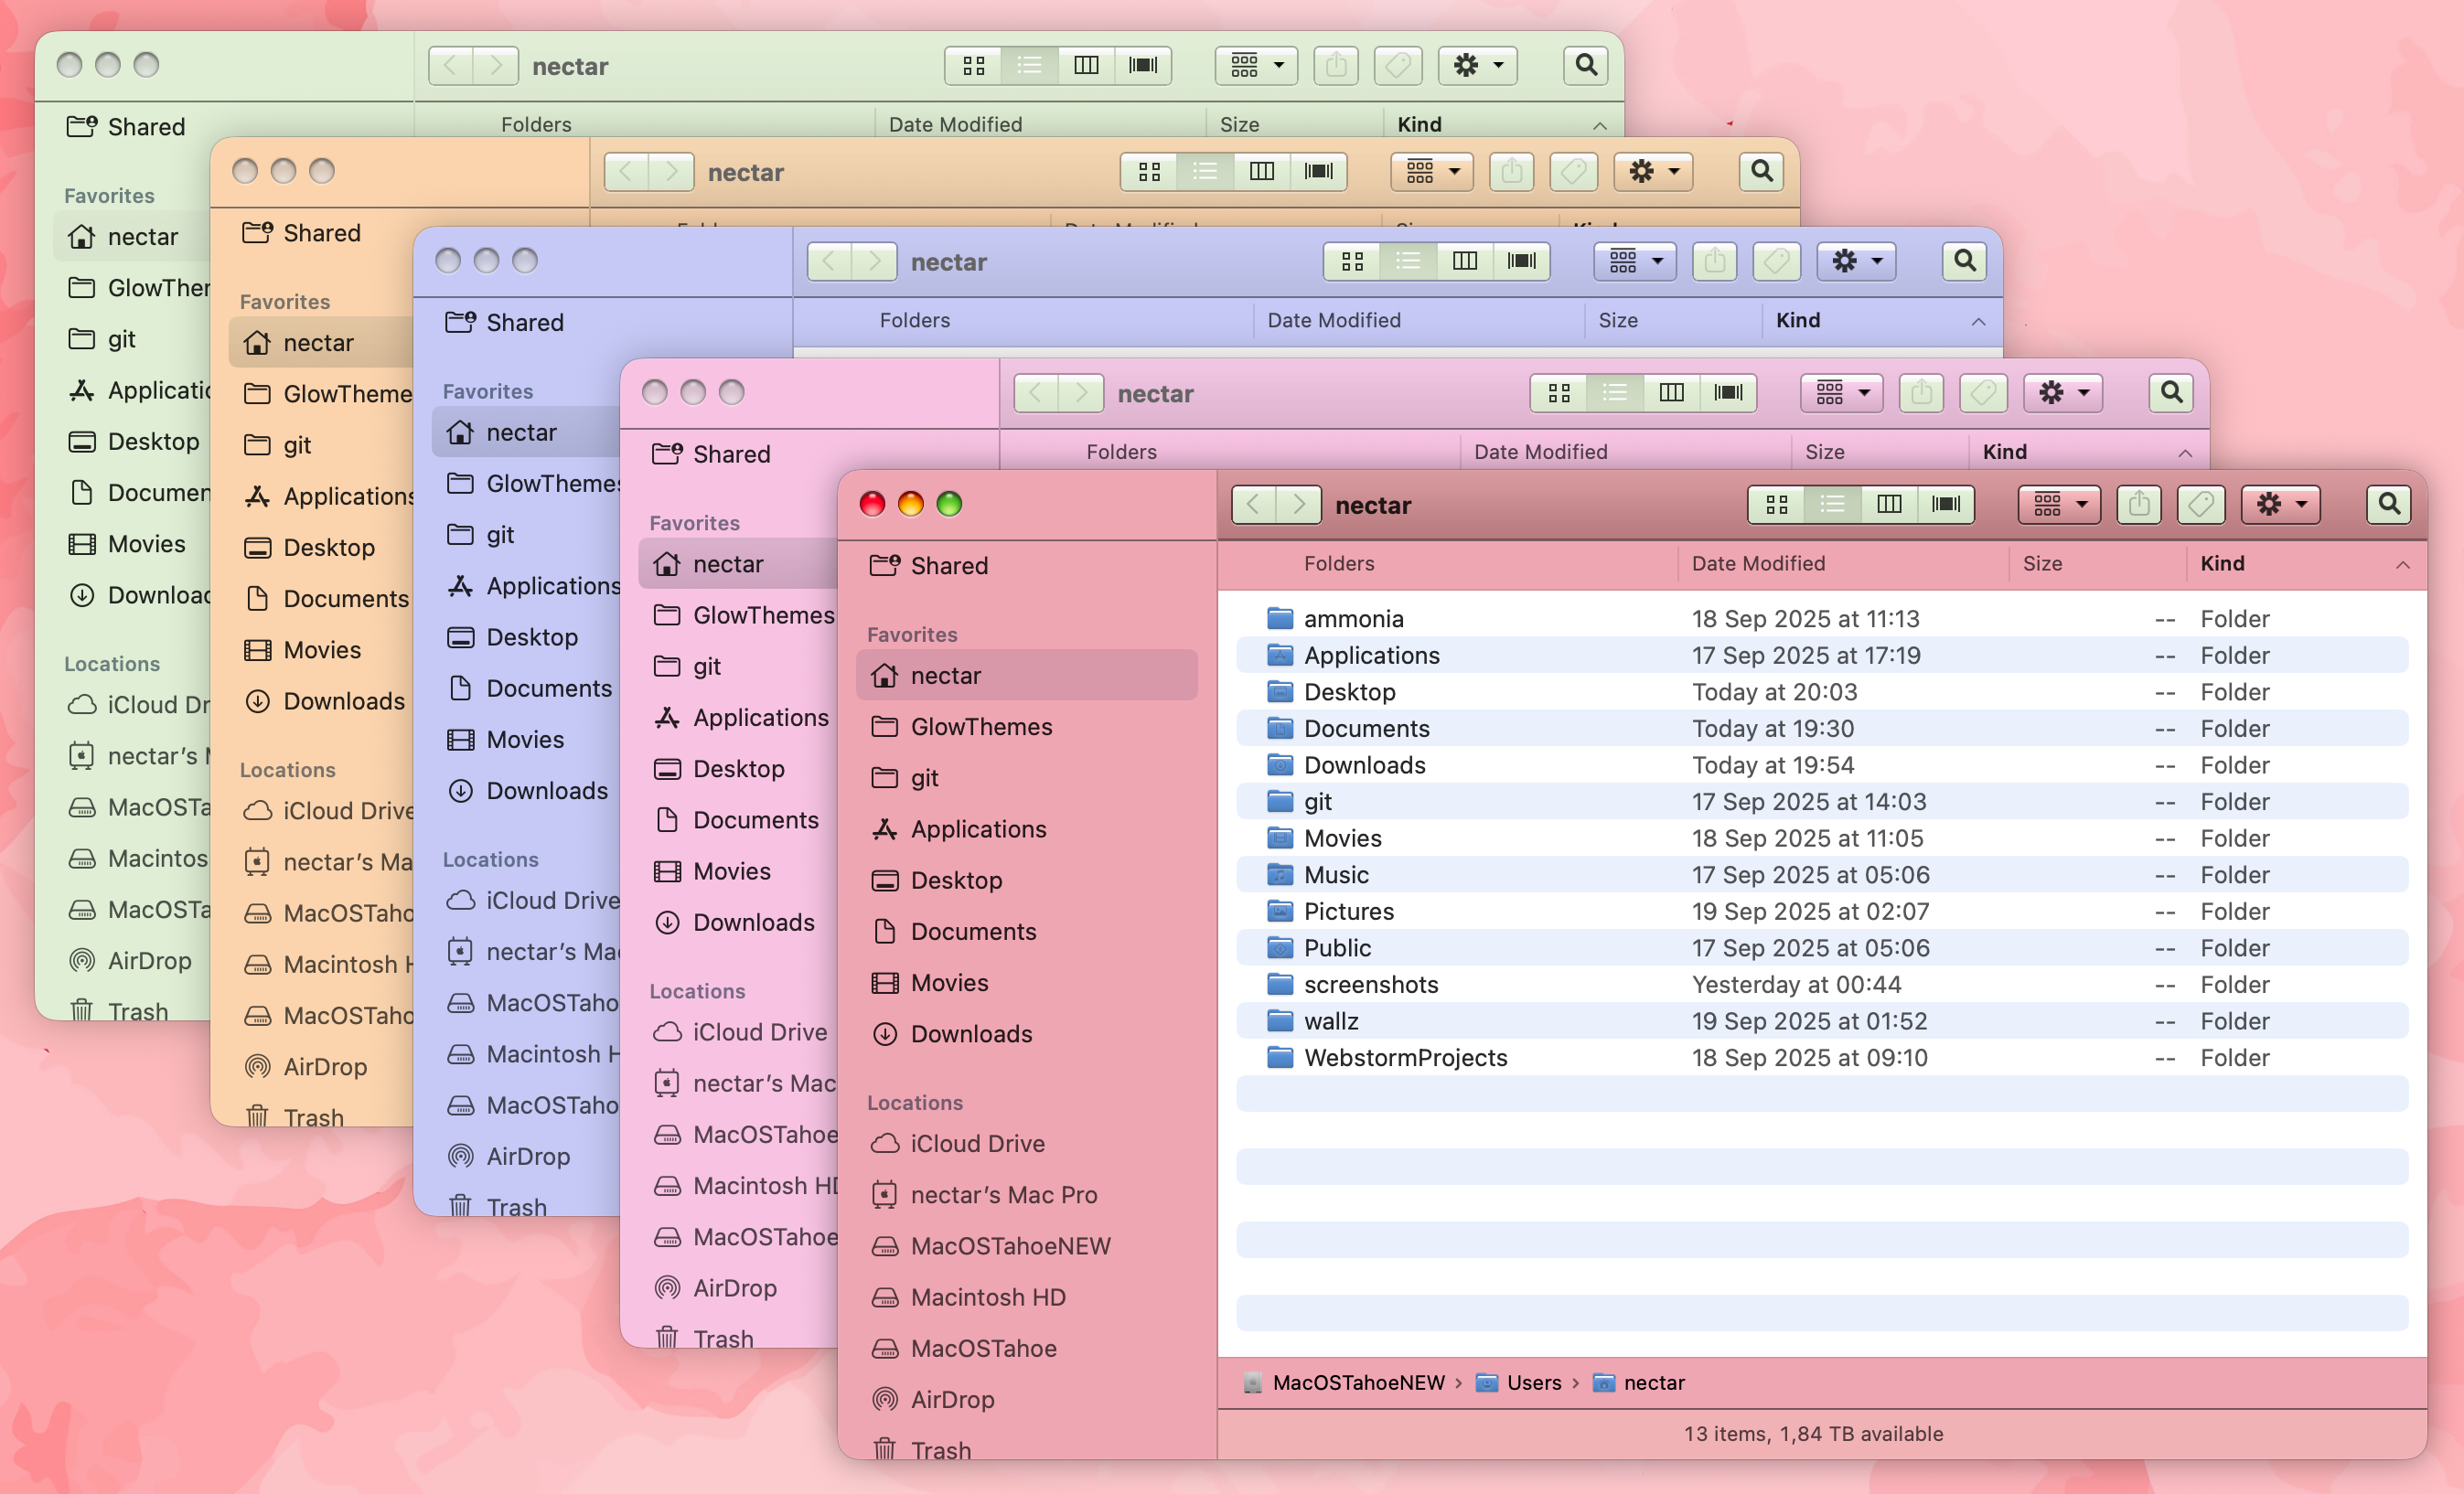 nectar
Shared
Folders Date Modified Size Kind
Favorites
nectar
git
Desktop
Movies
Locations
AirDrop
Trash
nectar
Shared
Favorites
nectar
GlowTheme
git
Applications
Desktop
Documents
Movies
Downloads
Locations
iCloud Drive
nectar’s Ma
MacOSTaho
Macintosh H
MacOSTaho
AirDrop
Trash
nectar
Shared
Folders Date Modified Size Kind
Favorites
nectar
GlowThemes
git
Applications
Desktop
Documents
Movies
Downloads
Locations
iCloud Drive
nectar’s Mac
MacOSTaho
Macintosh H
MacOSTaho
AirDrop
Trash
nectar
Shared
Folders Date Modified Size Kind
Favorites
nectar
GlowThemes
git
Applications
Desktop
Documents
Movies
Downloads
Locations
iCloud Drive
nectar’s Mac
MacOSTahoe
Macintosh HD
MacOSTahoe
AirDrop
Trash
nectar
Shared
Favorites
nectar
GlowThemes
git
Applications
Desktop
Documents
Movies
Downloads
Locations
iCloud Drive
nectar’s Mac Pro
MacOSTahoeNEW
Macintosh HD
MacOSTahoe
AirDrop
Trash
Folders Date Modified Size Kind
ammonia 18 Sep 2025 at 11:13 -- Folder
Applications 17 Sep 2025 at 17:19 -- Folder
Desktop Today at 20:03 -- Folder
Documents Today at 19:30 -- Folder
Downloads Today at 19:54 -- Folder
git 17 Sep 2025 at 14:03 -- Folder
Movies 18 Sep 2025 at 11:05 -- Folder
Music 17 Sep 2025 at 05:06 -- Folder
Pictures 19 Sep 2025 at 02:07 -- Folder
Public 17 Sep 2025 at 05:06 -- Folder
screenshots Yesterday at 00:44 -- Folder
wallz 19 Sep 2025 at 01:52 -- Folder
WebstormProjects 18 Sep 2025 at 09:10 -- Folder
MacOSTahoeNEW › Users › nectar
13 items, 1,84 TB available